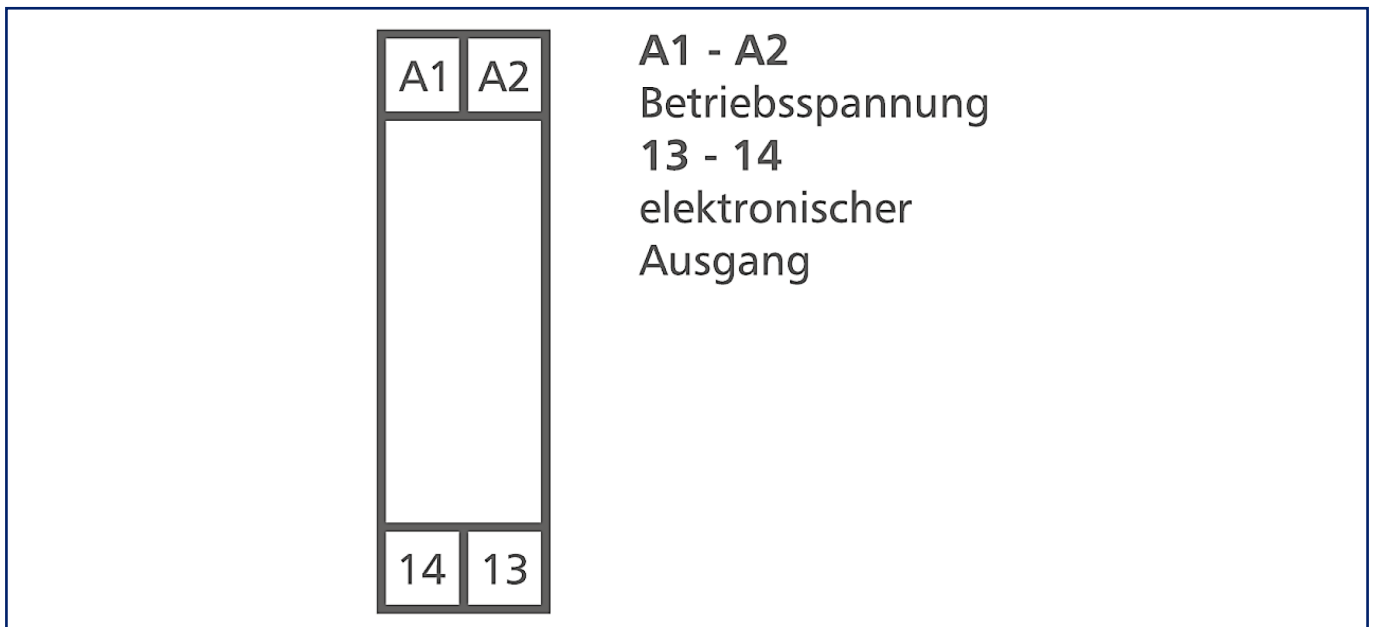 A1 A2
A1 - A2
Betriebsspannung
13 - 14
elektronischer
Ausgang
14 13